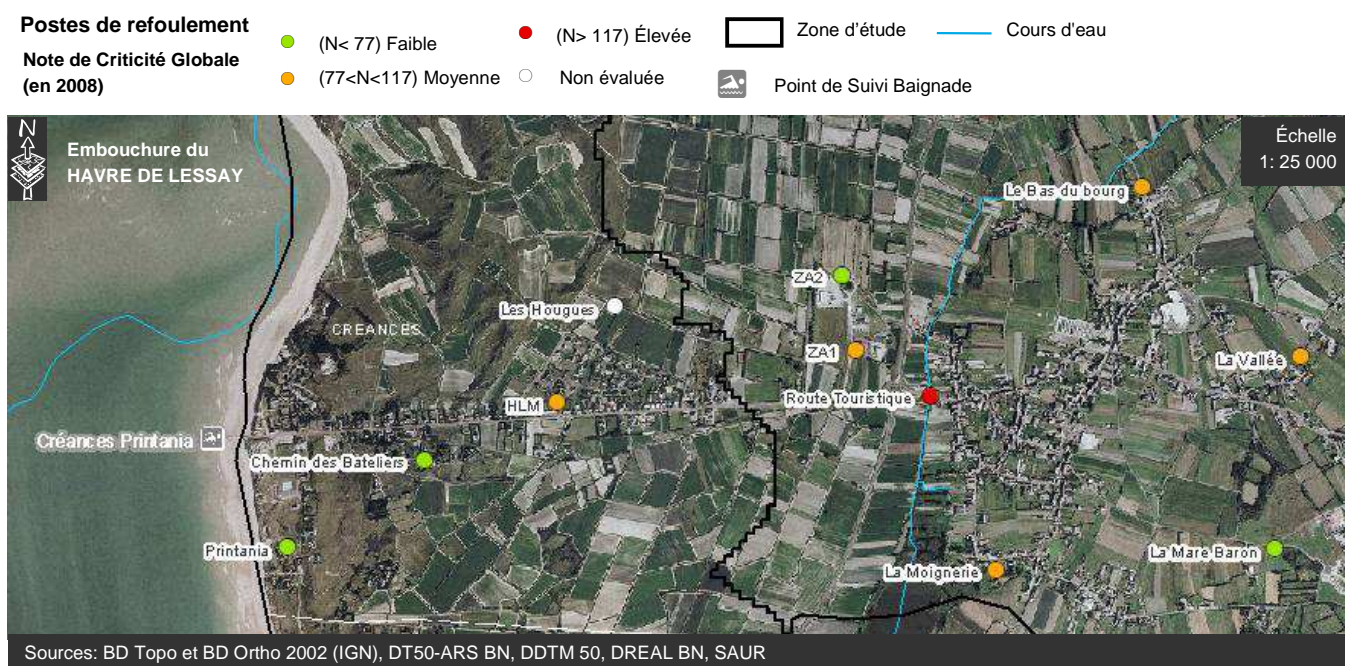 Postes de refoulement
Note de Criticité Globale
(en 2008)
(N< 77) Faible
(77<N<117) Moyenne
(N> 117) Élevée
Non évaluée
Zone d'étude
Cours d'eau
Point de Suivi Baignade
N
Embouchure du
HAVRE DE LESSAY
Échelle
1: 25 000
Le Bas du bourg
ZA2
Les Hougues
CREANCES
ZA1
La Vallée
Route Touristique
HLM
Créances Printania
Chemin des Bateliers
Printania
La Mare Baron
La Moignerie
Sources: BD Topo et BD Ortho 2002 (IGN), DT50-ARS BN, DDTM 50, DREAL BN, SAUR